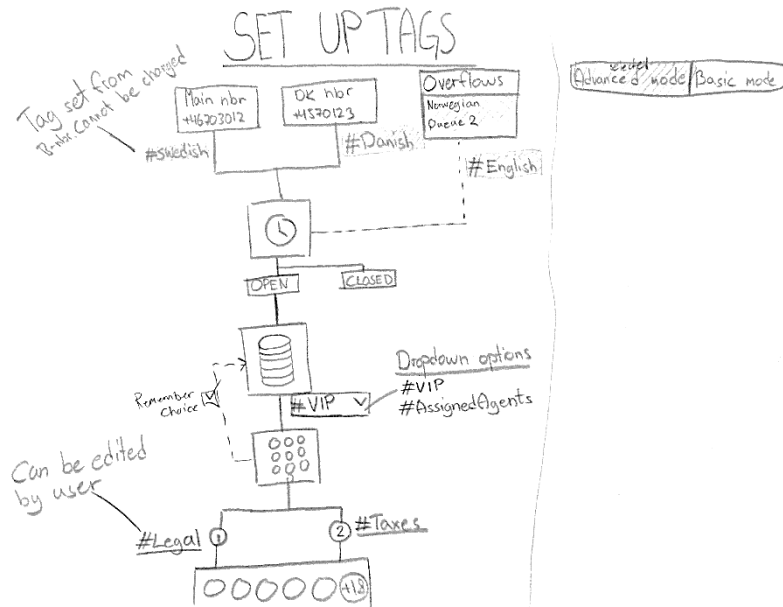 SET UP TAGS
selected
Advanced mode
Basic mode
Tag set from
B-nbr. Cannot be charged
Main nbr
+46203012
DK nbr
+4570123
Overflows
Norwegian
Queue 2
#swedish
#Danish
#English
OPEN
CLOSED
Remember
Choice
#VIP
Dropdown options
#VIP
#AssignedAgents
Can be edited
by user
#Legal
1
2
#Taxes
+18